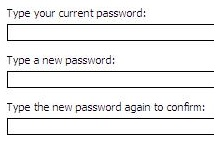 Type your current password:
Type a new password:
Type the new password again to confirm: